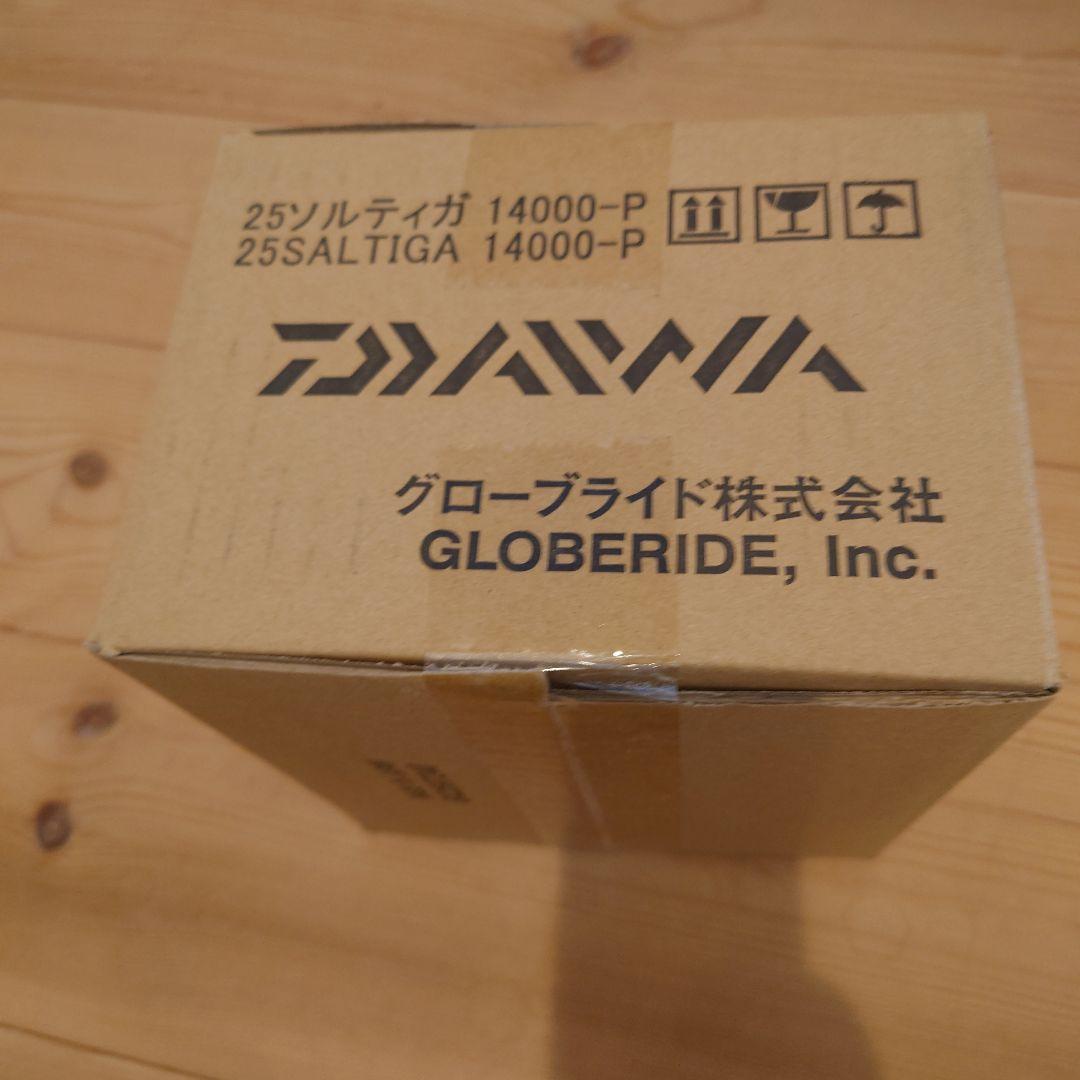 25ソルティガ 14000-P
25SALTIGA 14000-P
DAIWA
グローブライド株式会社
GLOBERIDE, Inc.